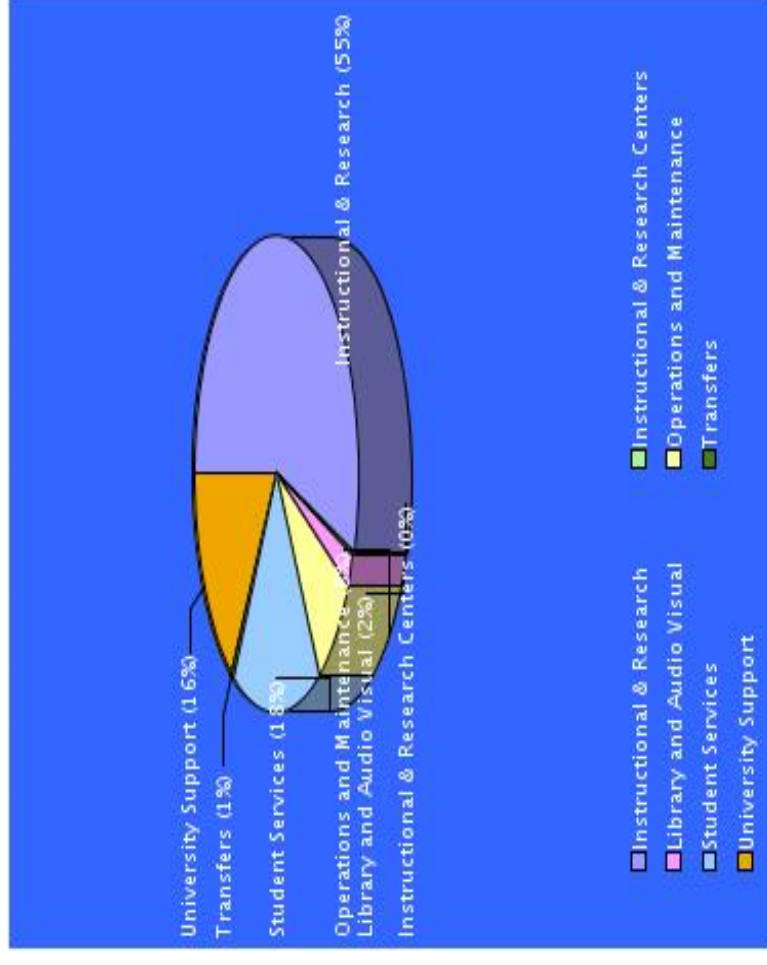 Instructional & Research (55%)
University Support (16%)
Transfers (1%)
Student Services (18%)
Operations and Maintenance
Library and Audio Visual (2%)
Instructional & Research Centers (0%)
Instructional & Research
Instructional & Research Centers
Library and Audio Visual
Operations and Maintenance
Student Services
Transfers
University Support